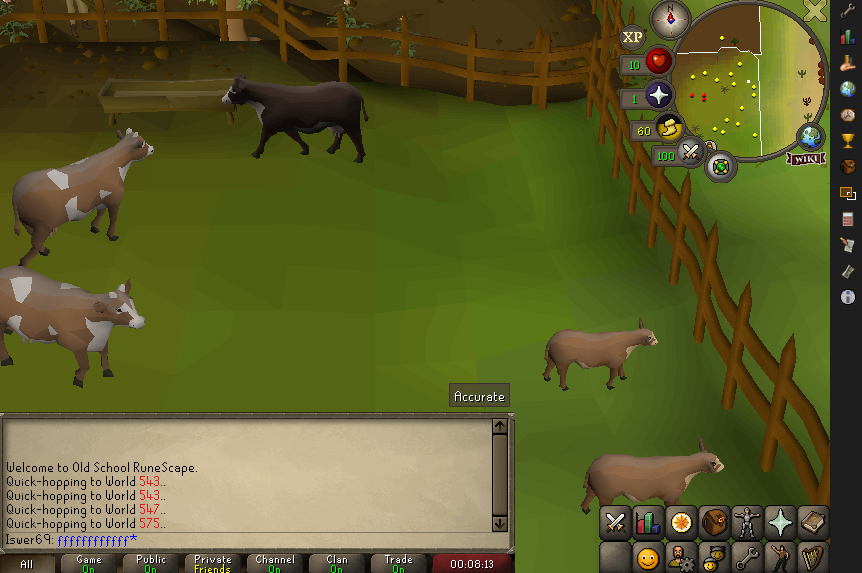 N
XP
10
1
60
100
WIKI
Accurate
Welcome to Old School RuneScape.
Quick-hopping to World 543..
Quick-hopping to World 543..
Quick-hopping to World 547..
Quick-hopping to World 575..
Iswer69: ffffffffffff*
All
Game
On
Public
On
Private
Friends
Channel
On
Clan
On
Trade
On
00:08:13